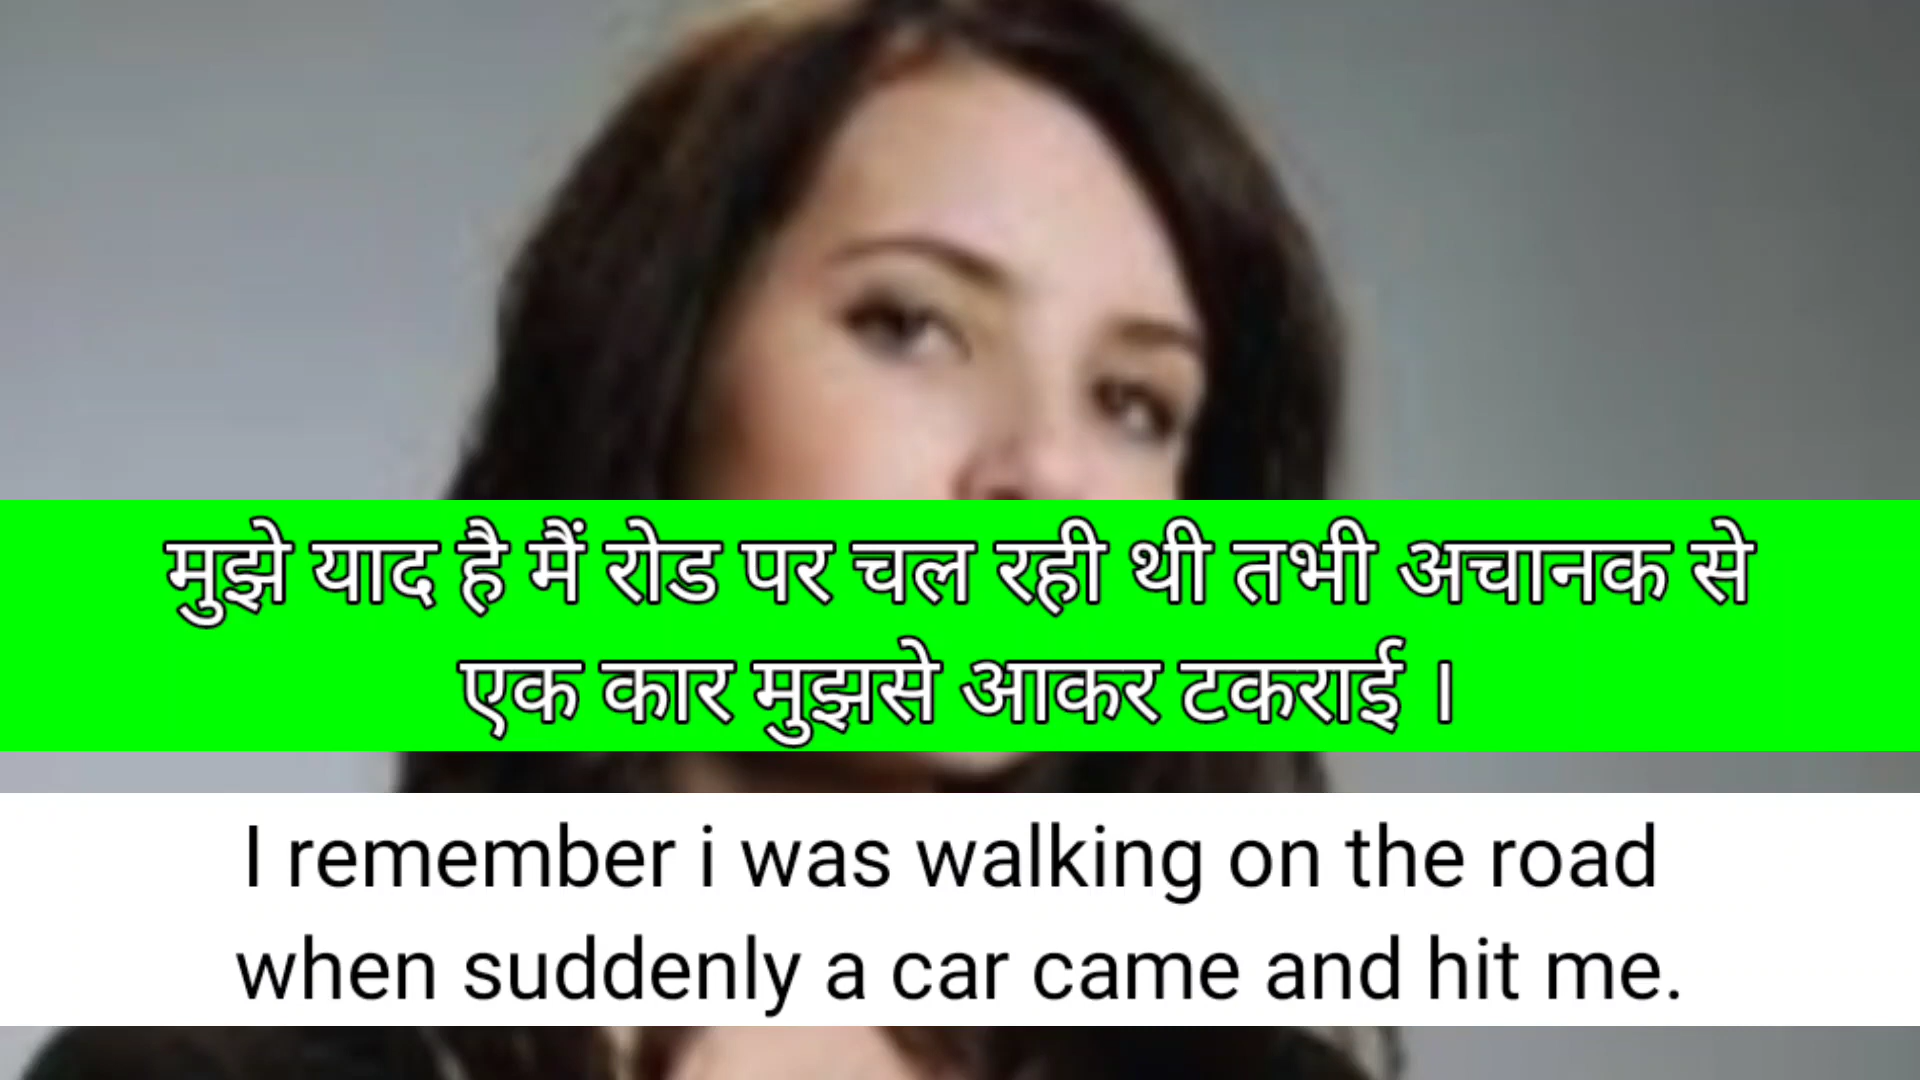 मुझे याद है मैं रोड पर चल रही थी तभी अचानक से
एक कार मुझसे आकर टकराई ।
I remember i was walking on the road
when suddenly a car came and hit me.